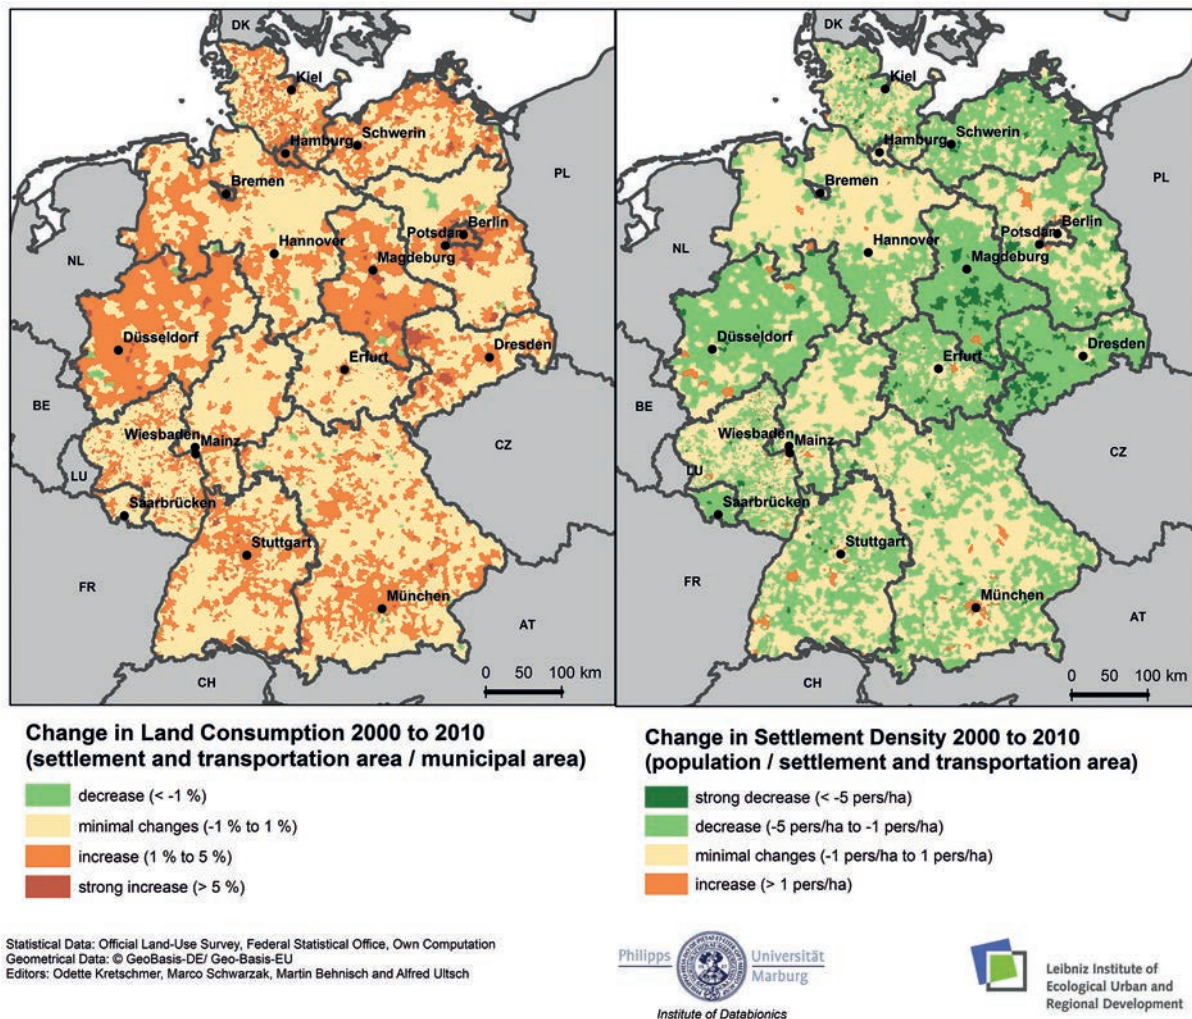 DK
Kiel
Hamburg
Schwerin
Bremen
PL
Berlin
Potsdam
Hannover
Magdeburg
NL
Düsseldorf
Erfurt
Dresden
BE
Wiesbaden
Mainz
LU
CZ
Saarbrücken
Stuttgart
FR
München
AT
CH
0 50 100 km
DK
Kiel
Hamburg
Schwerin
Bremen
PL
Berlin
Potsdam
Hannover
Magdeburg
NL
Düsseldorf
Erfurt
Dresden
BE
Wiesbaden
Mainz
LU
CZ
Saarbrücken
Stuttgart
FR
München
AT
CH
0 50 100 km
Change in Land Consumption 2000 to 2010
(settlement and transportation area / municipal area)
decrease (< -1 %)
minimal changes (-1 % to 1 %)
increase (1 % to 5 %)
strong increase (> 5 %)
Change in Settlement Density 2000 to 2010
(population / settlement and transportation area)
strong decrease (< -5 pers/ha)
decrease (-5 pers/ha to -1 pers/ha)
minimal changes (-1 pers/ha to 1 pers/ha)
increase (> 1 pers/ha)
Statistical Data: Official Land-Use Survey, Federal Statistical Office, Own Computation
Geometrical Data: © GeoBasis-DE/ Geo-Basis-EU
Editors: Odette Kretschmer, Marco Schwarzak, Martin Behnisch and Alfred Ultsch
Philipps Universität
Marburg
Institute of Databionics
Leibniz Institute of
Ecological Urban and
Regional Development